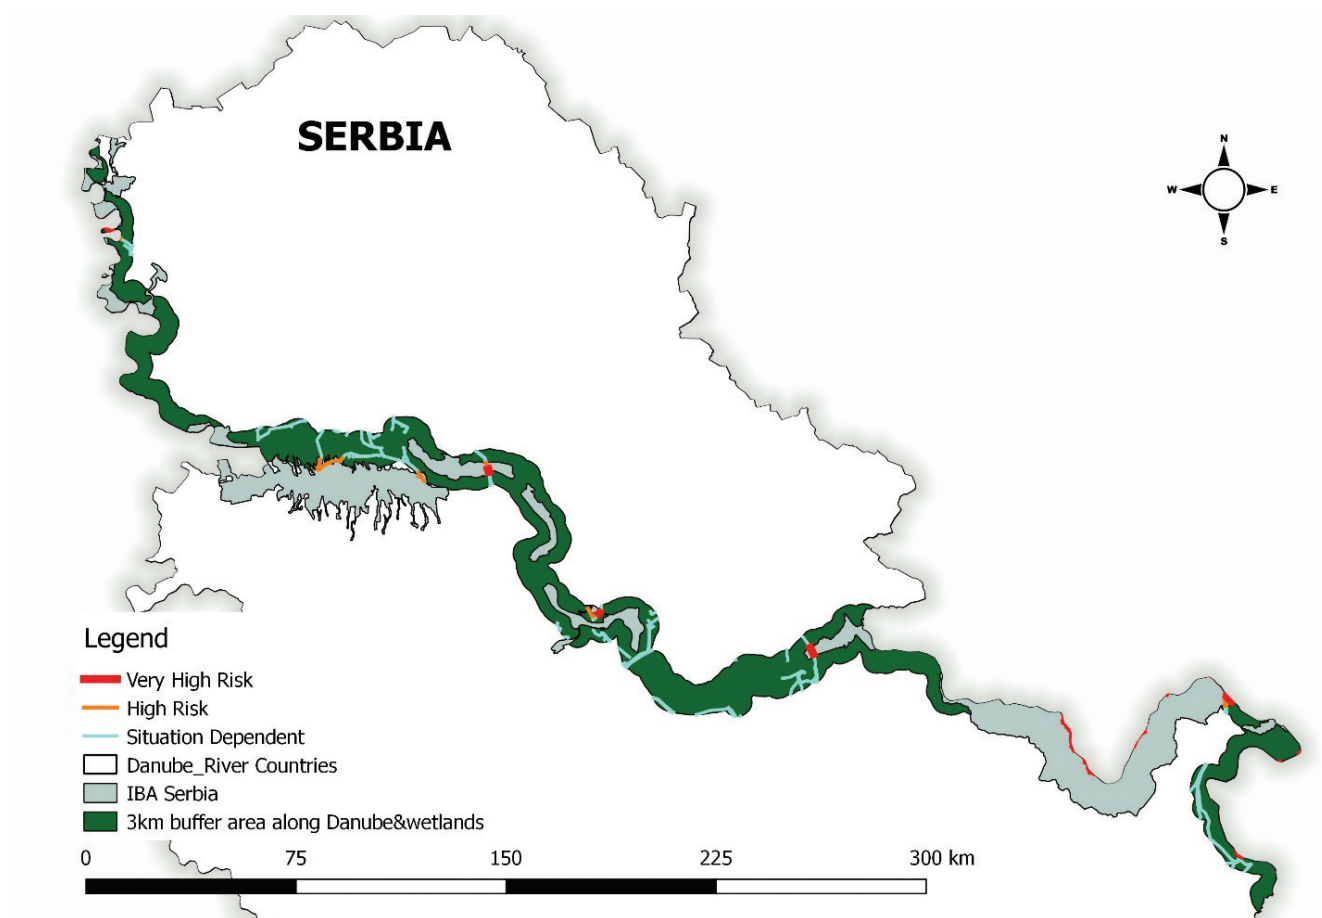 SERBIA
N
W E
S
Legend
Very High Risk
High Risk
Situation Dependent
Danube_River Countries
IBA Serbia
3km buffer area along Danube&wetlands
0 75 150 225 300 km